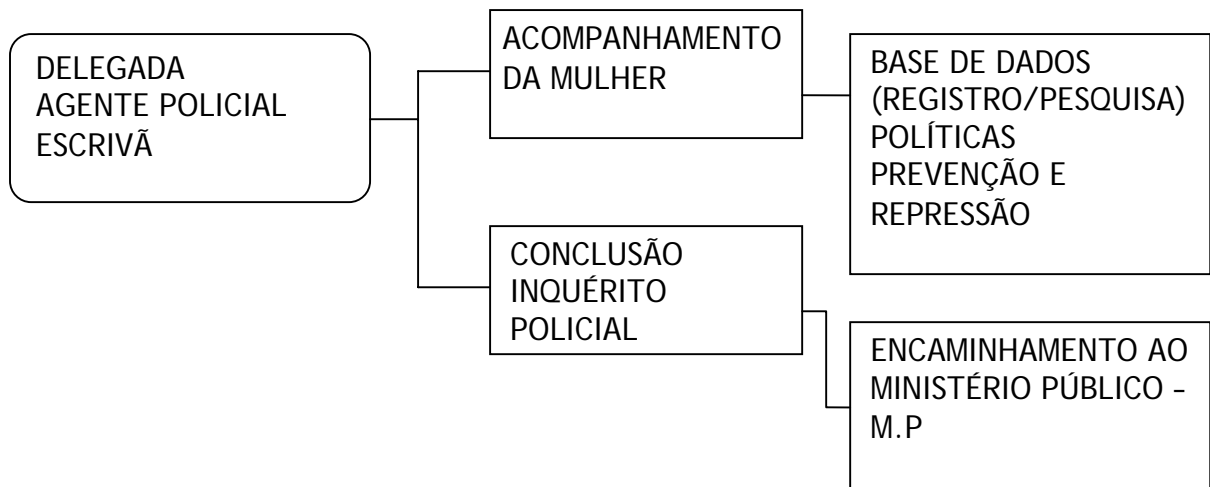 DELEGADA
AGENTE POLICIAL
ESCRIVÃ
ACOMPANHAMENTO
DA MULHER
BASE DE DADOS
(REGISTRO/PESQUISA)
POLÍTICAS
PREVENÇÃO E
REPRESSÃO
CONCLUSÃO
INQUÉRITO
POLICIAL
ENCAMINHAMENTO AO
MINISTÉRIO PÚBLICO –
M.P